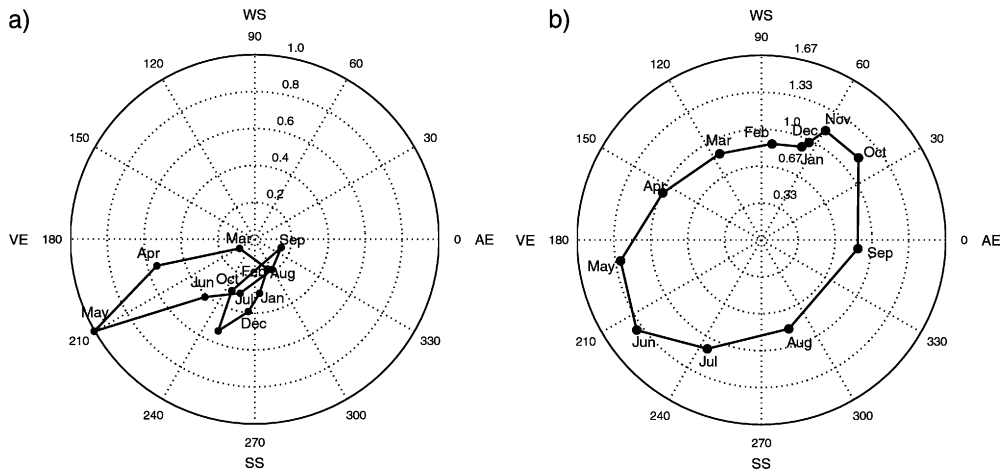 a)
WS
90
1.0
120
60
0.8
0.6
150
30
0.4
0.2
Mar
Sep
VE 180
0 AE
Apr
Feb
Aug
Jun
Oct
Jul
Jan
May
Dec
210
330
240
300
270
SS
b)
WS
90
1.67
120
60
1.33
1.0
Nov
Dec
Feb
Mar
Jan
Oct
150
30
0.67
Apr
0.33
VE 180
0 AE
Sep
May
210
330
Jun
Aug
Jul
240
300
270
SS